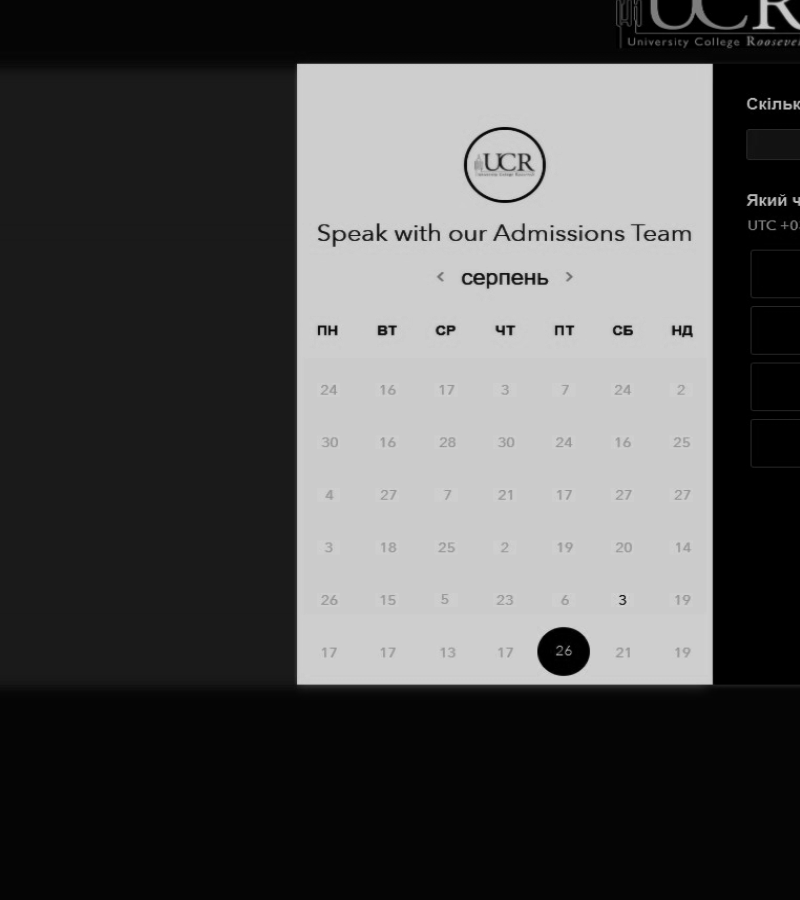 UCR
University College Roosevel
UCR
Speak with our Admissions Team
< серпень >
ПН ВТ СР ЧТ ПТ СБ НД
24 16 17 3 7 24 2
30 16 28 30 24 16 25
4 27 7 21 17 27 27
3 18 25 2 19 20 14
26 15 5 23 6 3 19
17 17 13 17 26 21 19
Скільк
Який ч
UTC +0